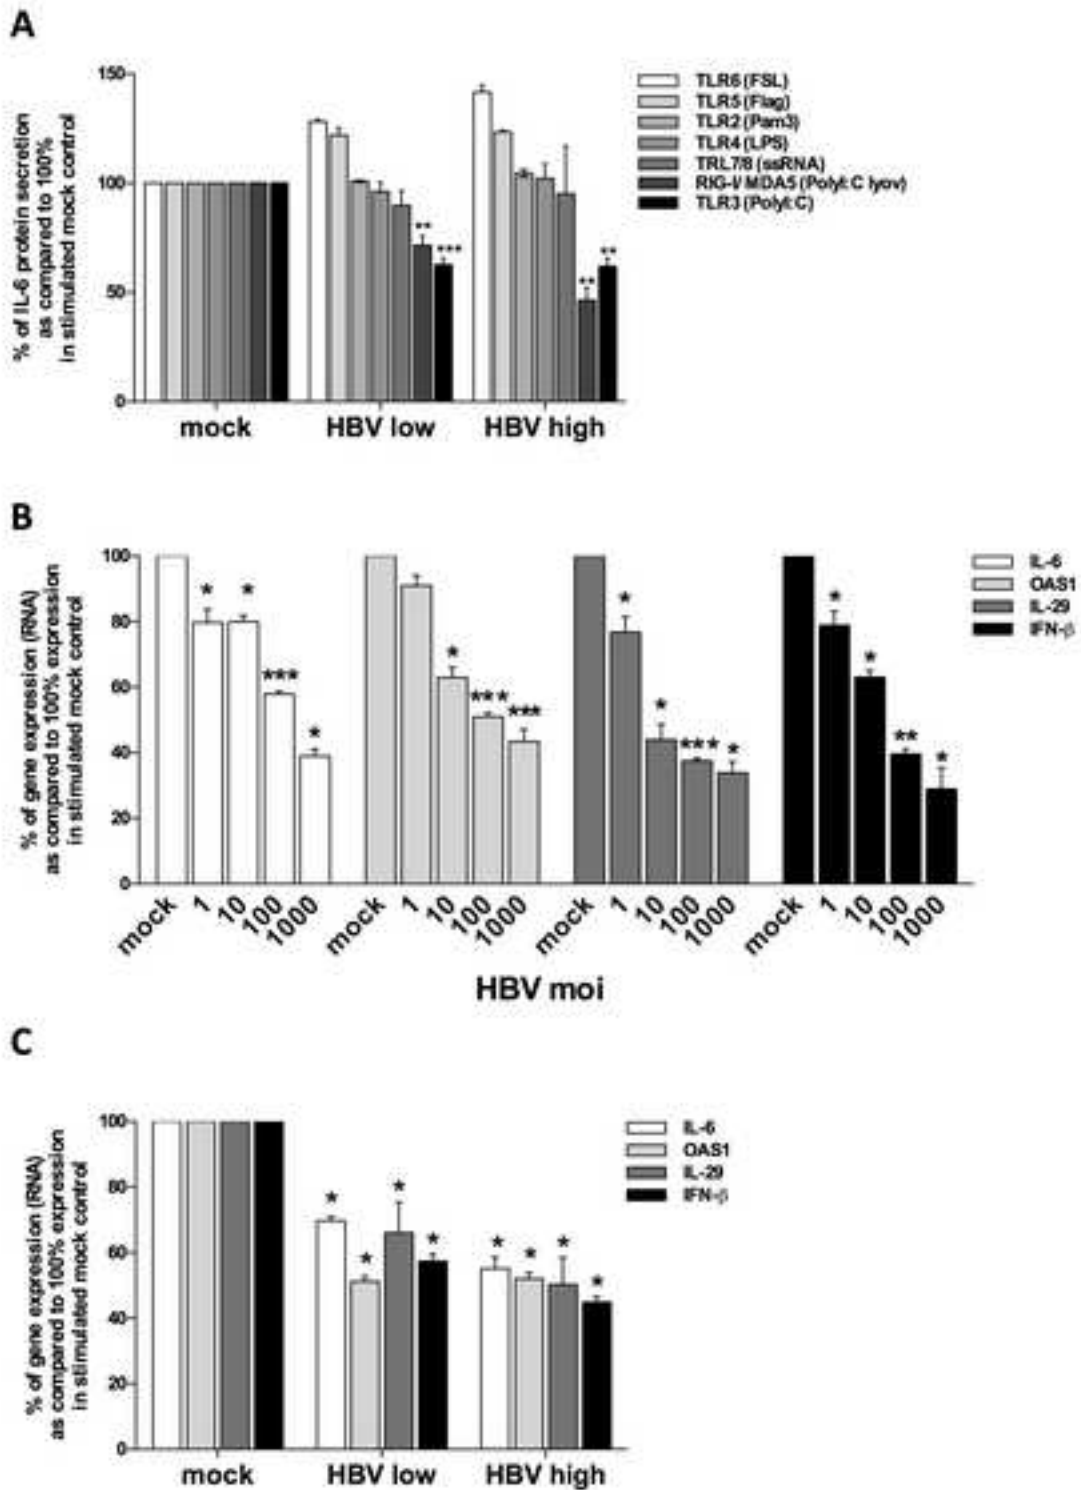 A
% of IL-6 protein secretion
as compared to 100%
in stimulated mock control
150
100
50
0
** ***
** **
mock HBV low HBV high
TLR6 (FSL)
TLR5 (Flag)
TLR2 (Pam3)
TLR4 (LPS)
TRL7/8 (ssRNA)
RIG-I/ MDA5 (PolyI:C lyov)
TLR3 (PolyI:C)
B
% of gene expression (RNA)
as compared to 100% expression
in stimulated mock control
100
80
60
40
20
0
* * *** *
* *** ***
* * *** *
* * ** *
mock 1 10 100 1000 mock 1 10 100 1000 mock 1 10 100 1000 mock 1 10 100 1000
HBV moi
IL-6
OAS1
IL-29
IFN-β
C
% of gene expression (RNA)
as compared to 100% expression
in stimulated mock control
100
80
60
40
20
0
* * * *
* * * *
mock HBV low HBV high
IL-6
OAS1
IL-29
IFN-β